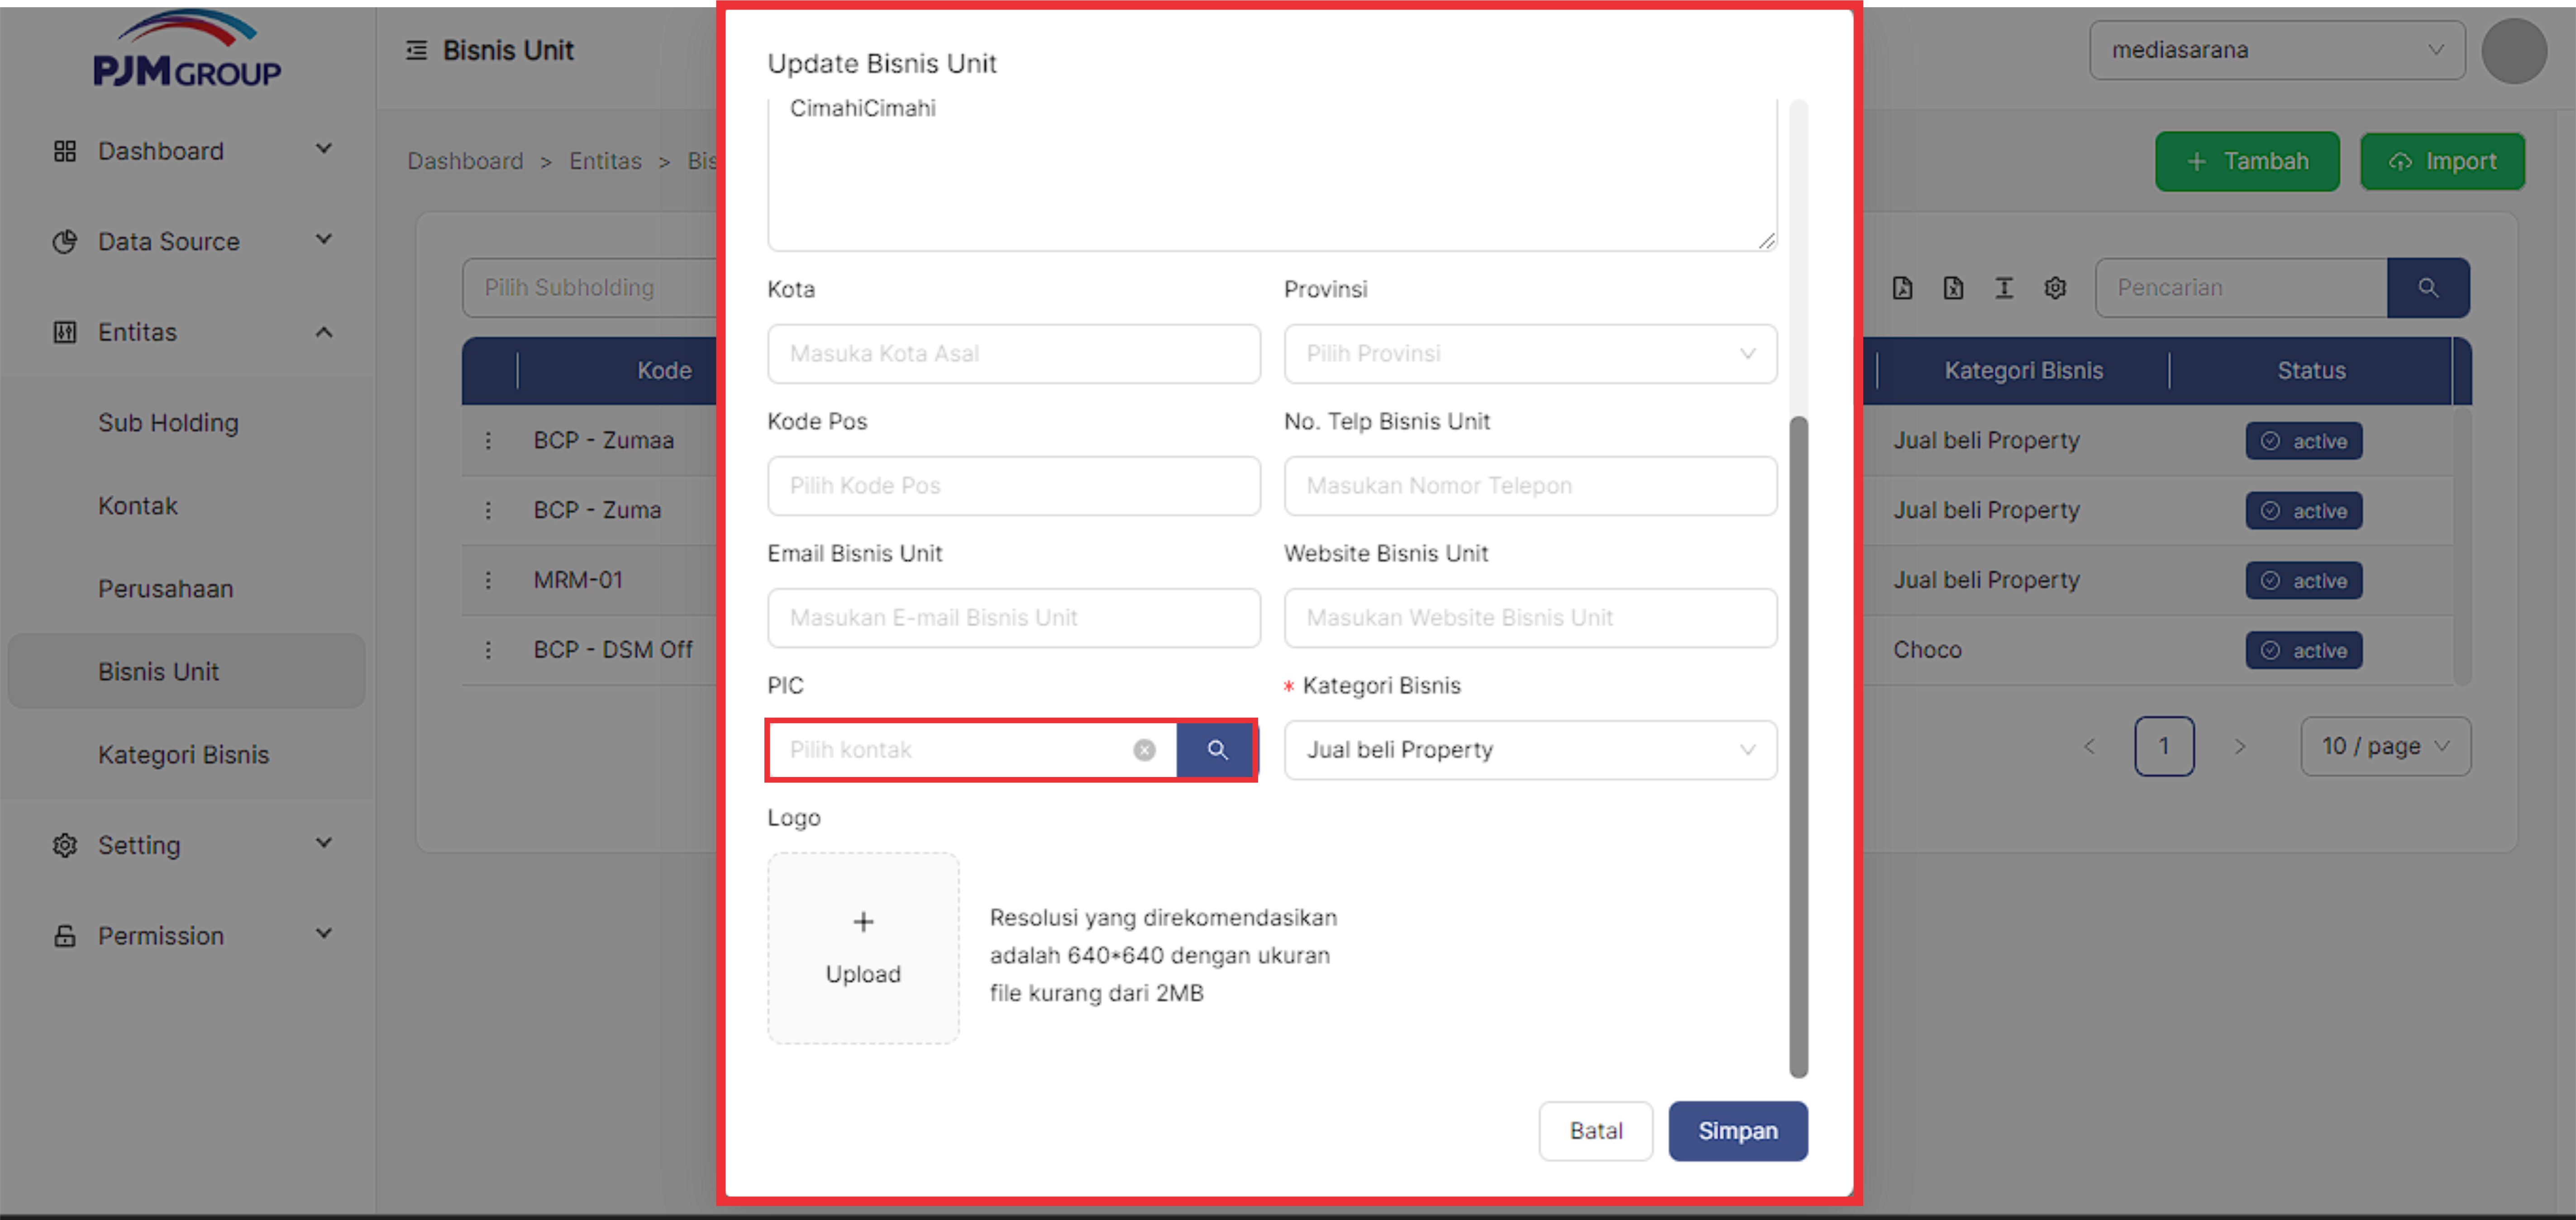 PJM GROUP
Dashboard
Data Source
Entitas
Sub Holding
Kontak
Perusahaan
Bisnis Unit
Kategori Bisnis
Setting
Permission
Bisnis Unit
mediasarana
Dashboard > Entitas > Bis
+ Tambah
Import
Pilih Subholding
Pencarian
Kode
Kategori Bisnis
Status
BCP - Zumaa
Jual beli Property
active
BCP - Zuma
Jual beli Property
active
MRM-01
Jual beli Property
active
BCP - DSM Off
Choco
active
< 1 >
10 / page
Update Bisnis Unit
CimahiCimahi
Kota
Provinsi
Masuka Kota Asal
Pilih Provinsi
Kode Pos
No. Telp Bisnis Unit
Pilih Kode Pos
Masukan Nomor Telepon
Email Bisnis Unit
Website Bisnis Unit
Masukan E-mail Bisnis Unit
Masukan Website Bisnis Unit
PIC
* Kategori Bisnis
Pilih kontak
Jual beli Property
Logo
+
Upload
Resolusi yang direkomendasikan
adalah 640*640 dengan ukuran
file kurang dari 2MB
Batal
Simpan